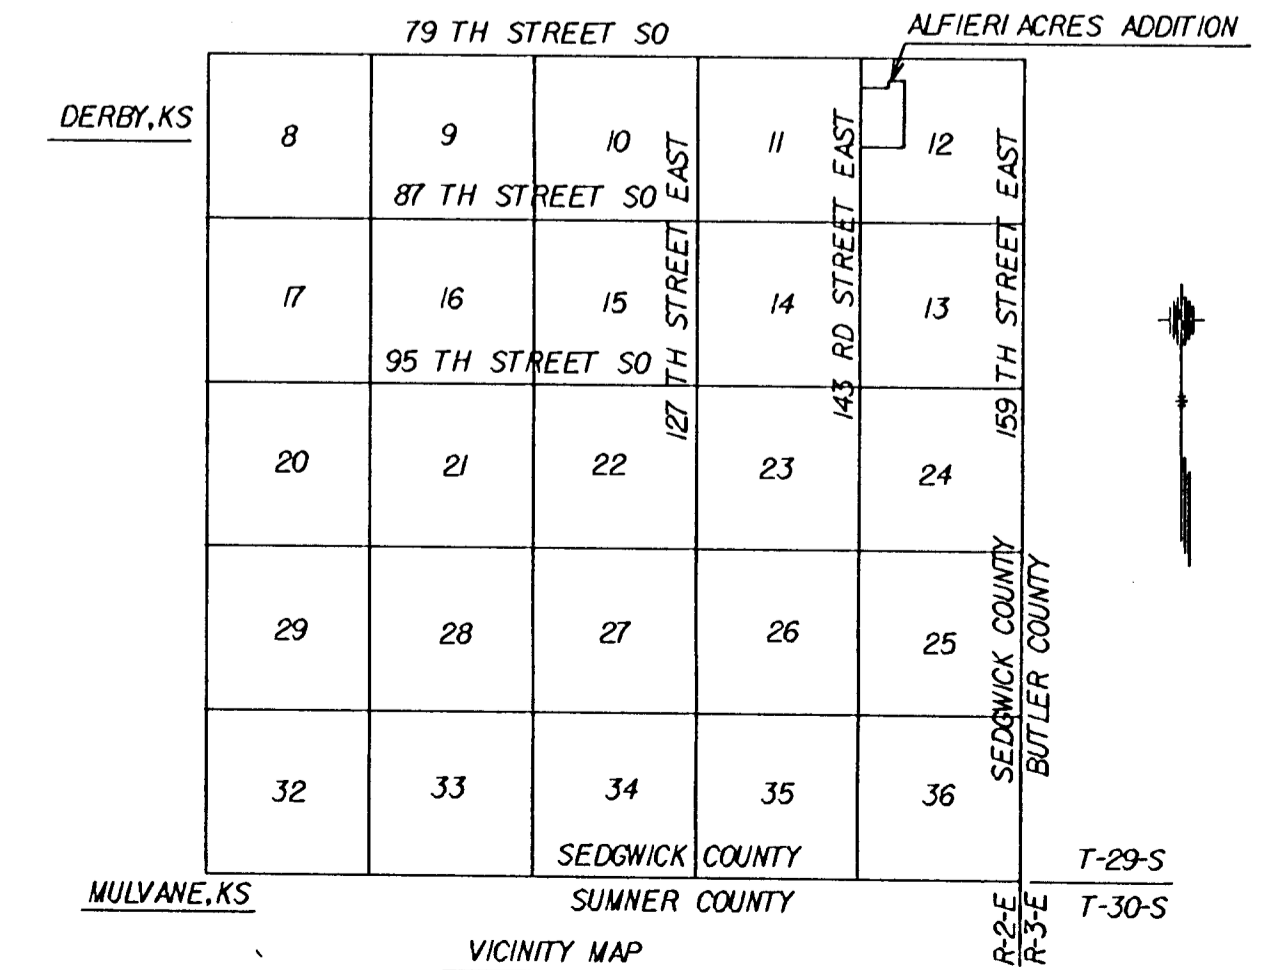 79 TH STREET SO
ALFIERI ACRES ADDITION
DERBY,KS
8
9
10
11
12
87 TH STREET SO
127 TH STREET EAST
143 RD STREET EAST
159 TH STREET EAST
17
16
15
14
13
95 TH STREET SO
20
21
22
23
24
29
28
27
26
25
SEDGWICK COUNTY
BUTLER COUNTY
32
33
34
35
36
SEDGWICK COUNTY
T-29-S
MULVANE,KS
SUMNER COUNTY
T-30-S
R-2-E
R-3-E
VICINITY MAP